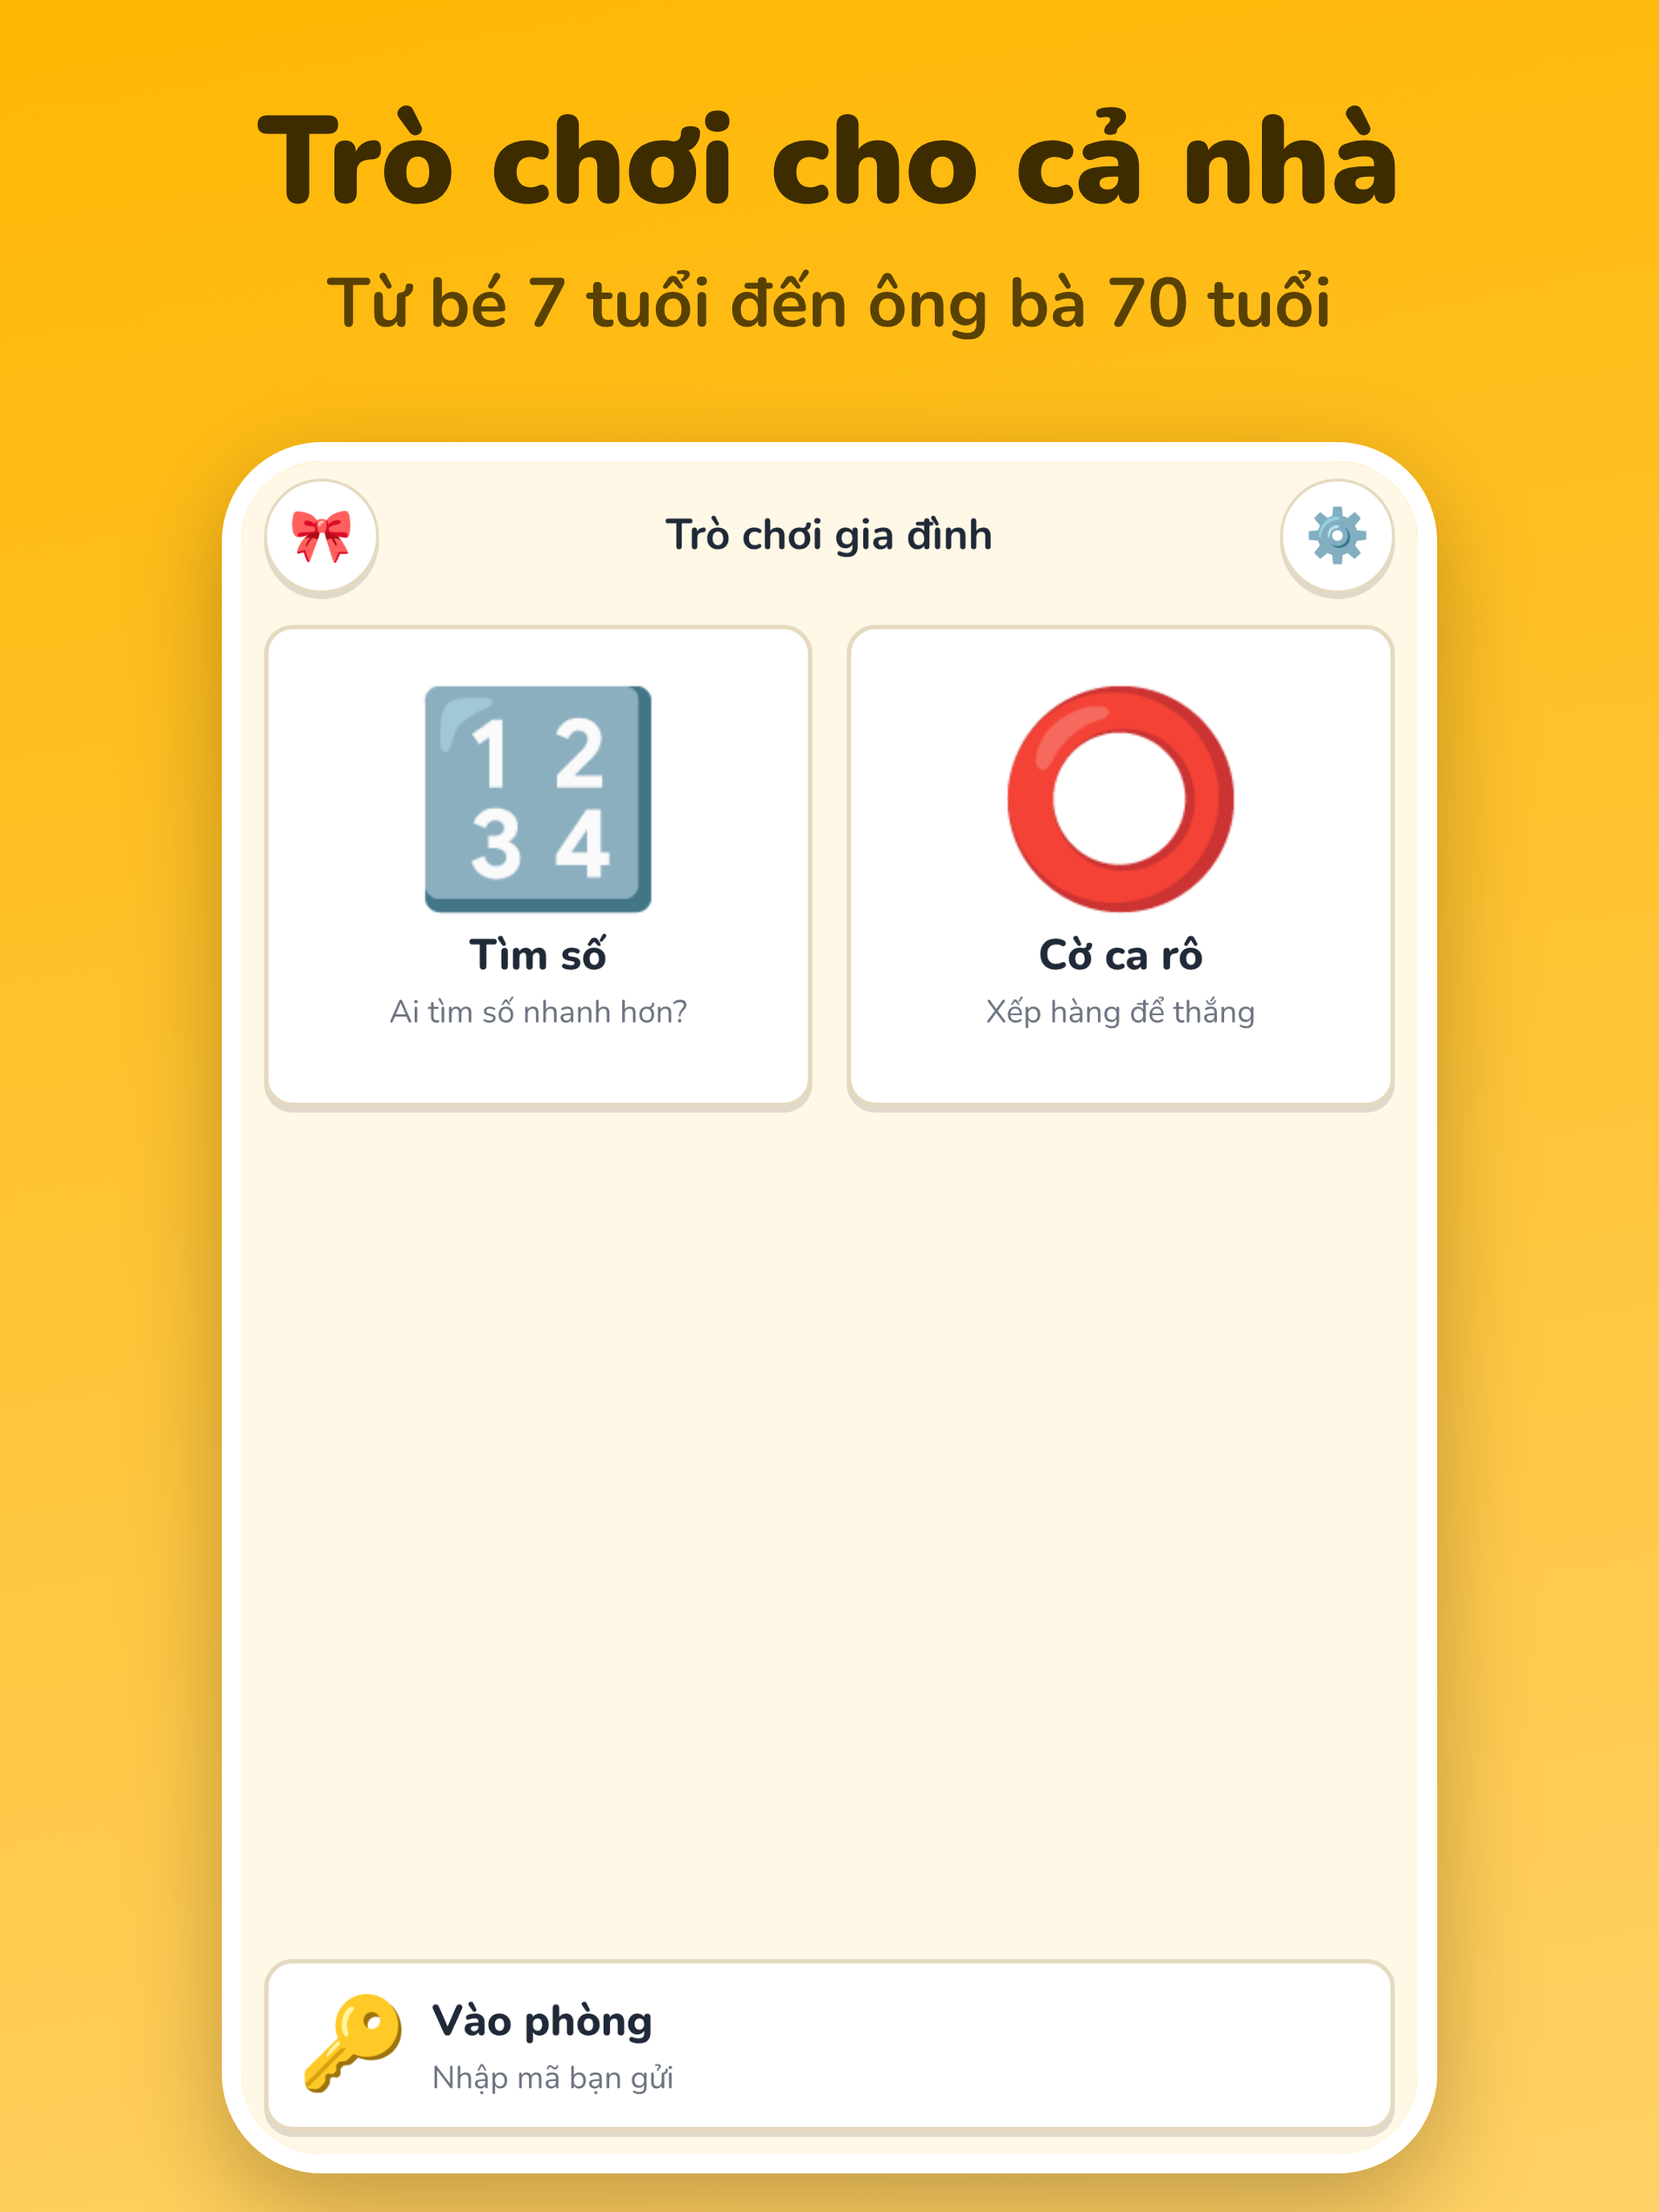 Trò chơi cho cả nhà
Từ bé 7 tuổi đến ông bà 70 tuổi
Trò chơi gia đình
1 2
3 4
Tìm số
Ai tìm số nhanh hơn?
Cờ ca rô
Xếp hàng để thắng
Vào phòng
Nhập mã bạn gửi